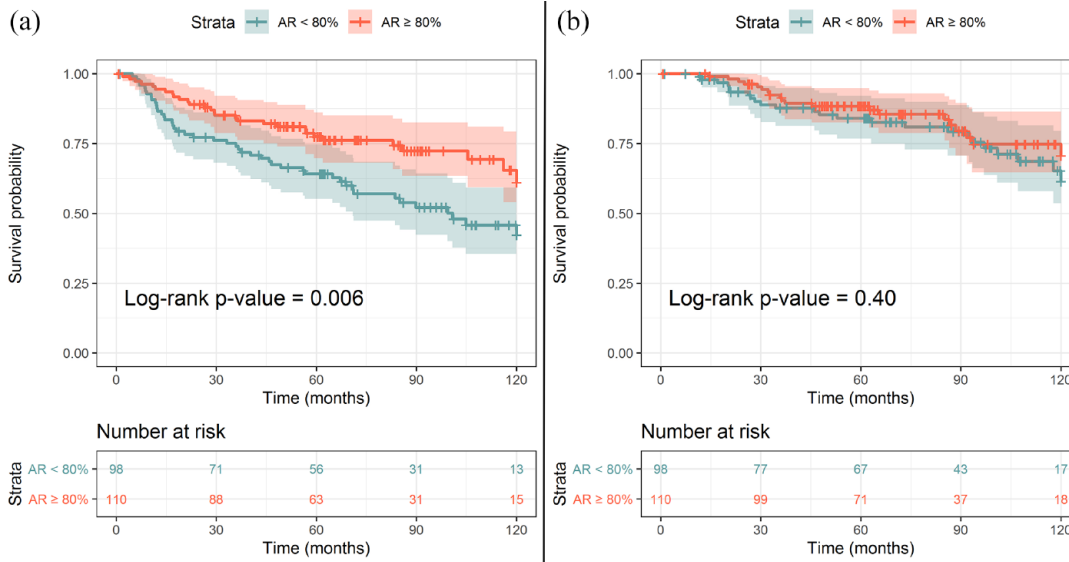 (a)
Strata AR < 80% AR ≥ 80%
Survival probability
1.00
0.75
0.50
0.25
0.00
Log-rank p-value = 0.006
0 30 60 90 120
Time (months)
Number at risk
Strata
AR < 80% 98 71 56 31 13
AR ≥ 80% 110 88 63 31 15
0 30 60 90 120
Time (months)
(b)
Strata AR < 80% AR ≥ 80%
Survival probability
1.00
0.75
0.50
0.25
0.00
Log-rank p-value = 0.40
0 30 60 90 120
Time (months)
Number at risk
Strata
AR < 80% 98 77 67 43 17
AR ≥ 80% 110 99 71 37 18
0 30 60 90 120
Time (months)